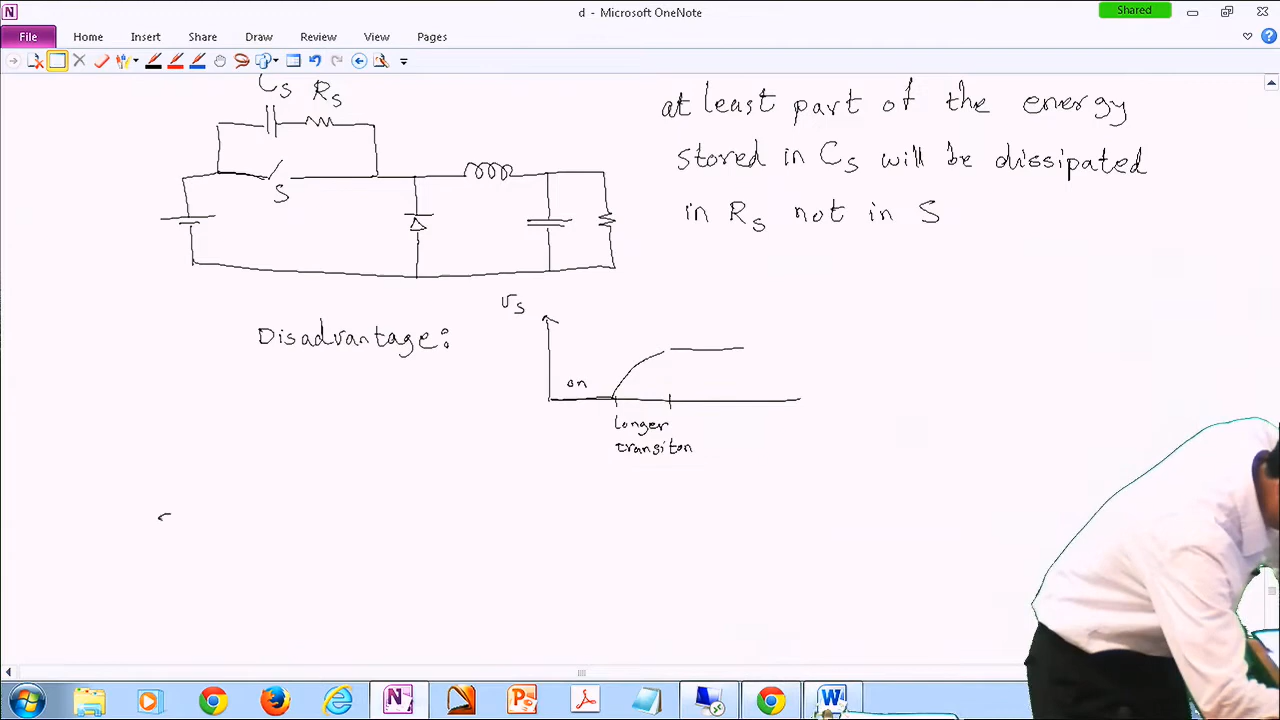 d - Microsoft OneNote
Shared
File Home Insert Share Draw Review View Pages
Cs Rs
S
at least part of the energy
stored in Cs will be dissipated
in Rs not in S
Disadvantage:
vs
on
longer
transiton